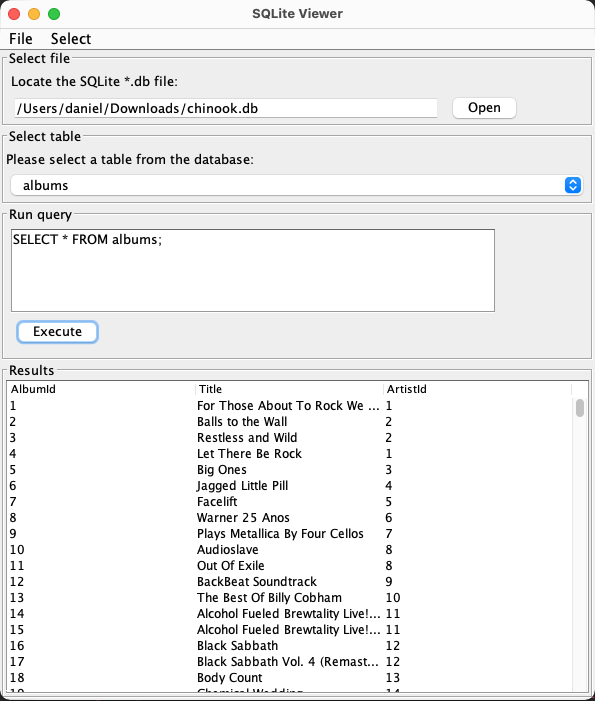 SQLite Viewer
File Select
Select file
Locate the SQLite *.db file:
/Users/daniel/Downloads/chinook.db Open
Select table
Please select a table from the database:
albums
Run query
SELECT * FROM albums;
Execute
Results
AlbumId Title ArtistId
1 For Those About To Rock We ... 1
2 Balls to the Wall 2
3 Restless and Wild 2
4 Let There Be Rock 1
5 Big Ones 3
6 Jagged Little Pill 4
7 Facelift 5
8 Warner 25 Anos 6
9 Plays Metallica By Four Cellos 7
10 Audioslave 8
11 Out Of Exile 8
12 BackBeat Soundtrack 9
13 The Best Of Billy Cobham 10
14 Alcohol Fueled Brewtality Live!... 11
15 Alcohol Fueled Brewtality Live!... 11
16 Black Sabbath 12
17 Black Sabbath Vol. 4 (Remast... 12
18 Body Count 13
19 Chemical Wedding 14